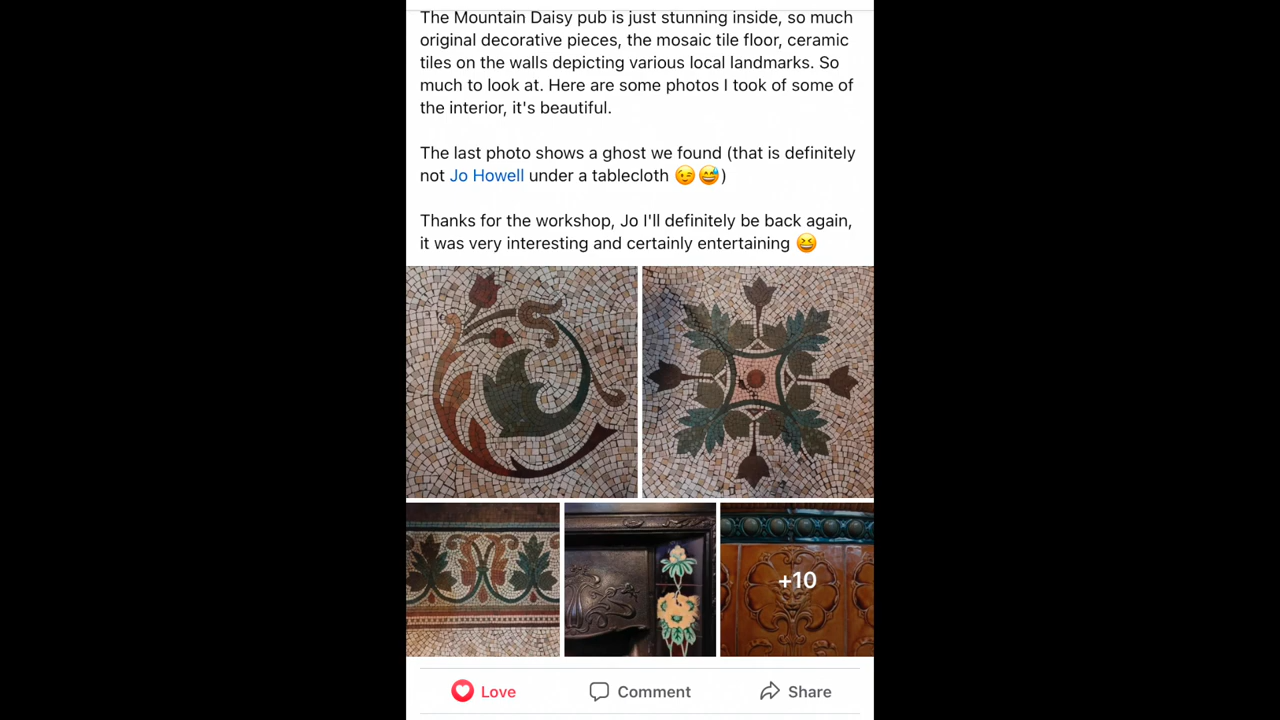 The Mountain Daisy pub is just stunning inside, so much
original decorative pieces, the mosaic tile floor, ceramic
tiles on the walls depicting various local landmarks. So
much to look at. Here are some photos I took of some of
the interior, it's beautiful.
The last photo shows a ghost we found (that is definitely
not Jo Howell under a tablecloth 😉😅)
Thanks for the workshop, Jo I'll definitely be back again,
it was very interesting and certainly entertaining 😆
+10
Love Comment Share